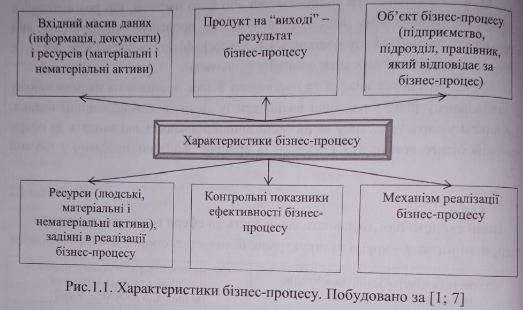 Вхідний масив даних
(інформація, документи)
і ресурсів (матеріальні і
нематеріальні активи)
Продукт на “виході” –
результат
бізнес-процесу
Об’єкт бізнес-процесу
(підприємство,
підрозділ, працівник,
який відповідає за
бізнес-процес)
Характеристики бізнес-процесу
Ресурси (людські,
матеріальні і
нематеріальні активи),
задіяні в реалізації
бізнес-процесу
Контрольні показники
ефективності бізнес-
процесу
Механізм реалізації
бізнес-процесу
Рис.1.1. Характеристики бізнес-процесу. Побудовано за [1; 7]